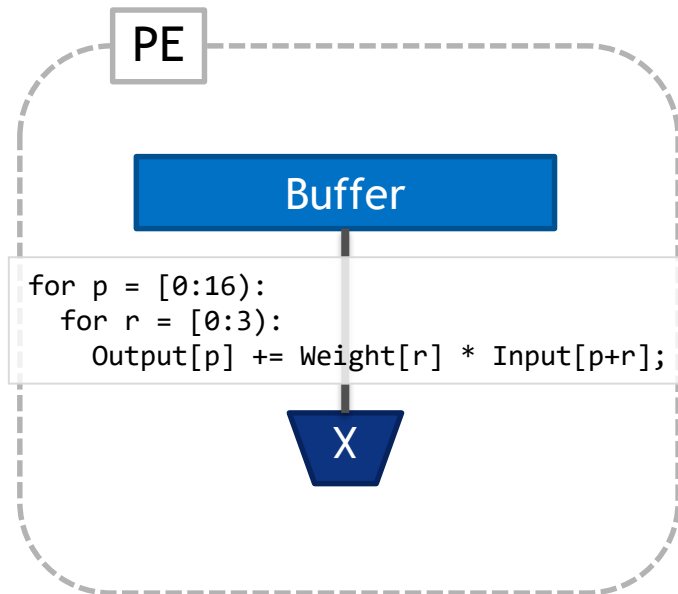 PE
Buffer
for p = [0:16):
  for r = [0:3):
    Output[p] += Weight[r] * Input[p+r];
X